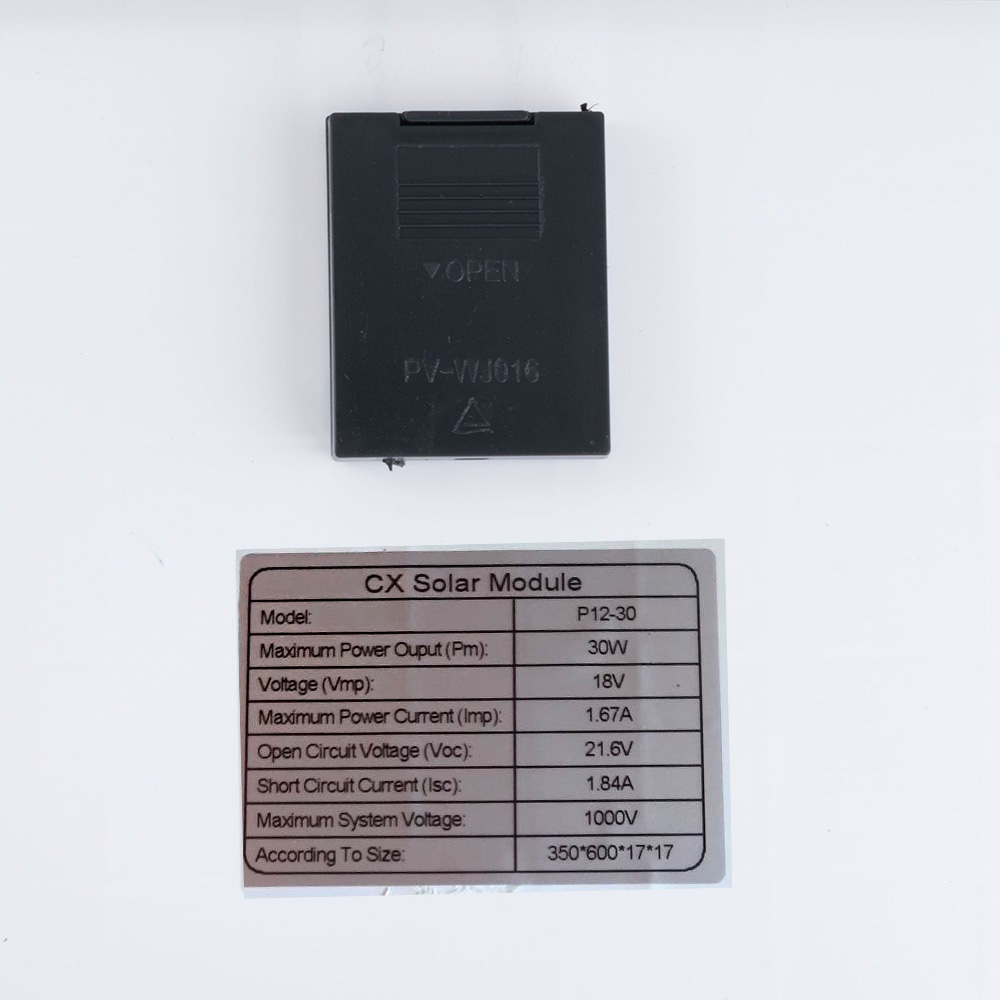 ▼OPEN
PV-WJ016
CX Solar Module
Model: P12-30
Maximum Power Ouput (Pm): 30W
Voltage (Vmp): 18V
Maximum Power Current (Imp): 1.67A
Open Circuit Voltage (Voc): 21.6V
Short Circuit Current (Isc): 1.84A
Maximum System Voltage: 1000V
According To Size: 350*600*17*17